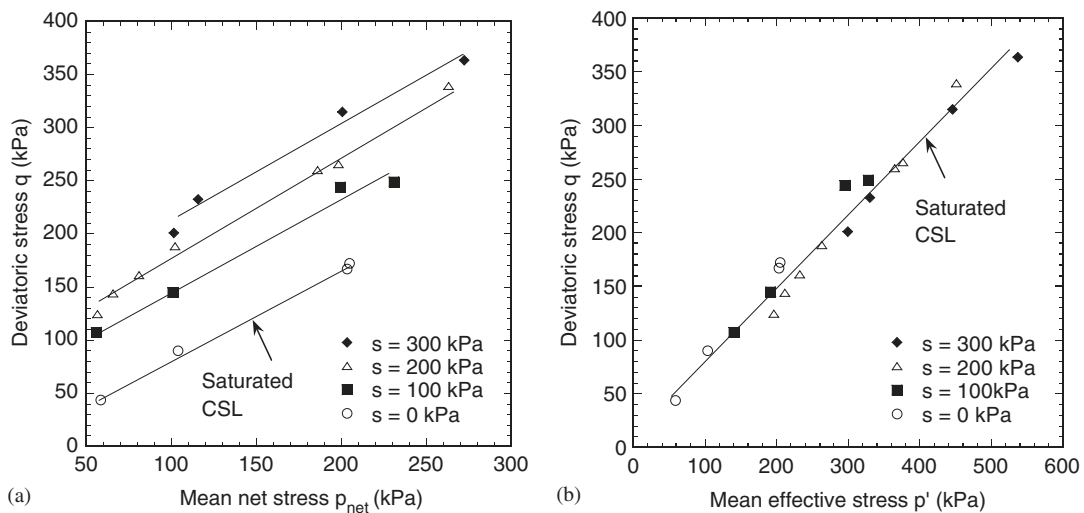 400
350
300
250
200
150
100
50
0
Deviatoric stress q (kPa)
Saturated
CSL
s = 300 kPa
s = 200 kPa
s = 100 kPa
s = 0 kPa
50 100 150 200 250 300
(a)
Mean net stress pnet (kPa)
400
350
300
250
200
150
100
50
0
Deviatoric stress q (kPa)
Saturated
CSL
s = 300 kPa
s = 200 kPa
s = 100kPa
s = 0 kPa
0 100 200 300 400 500 600
(b)
Mean effective stress p' (kPa)